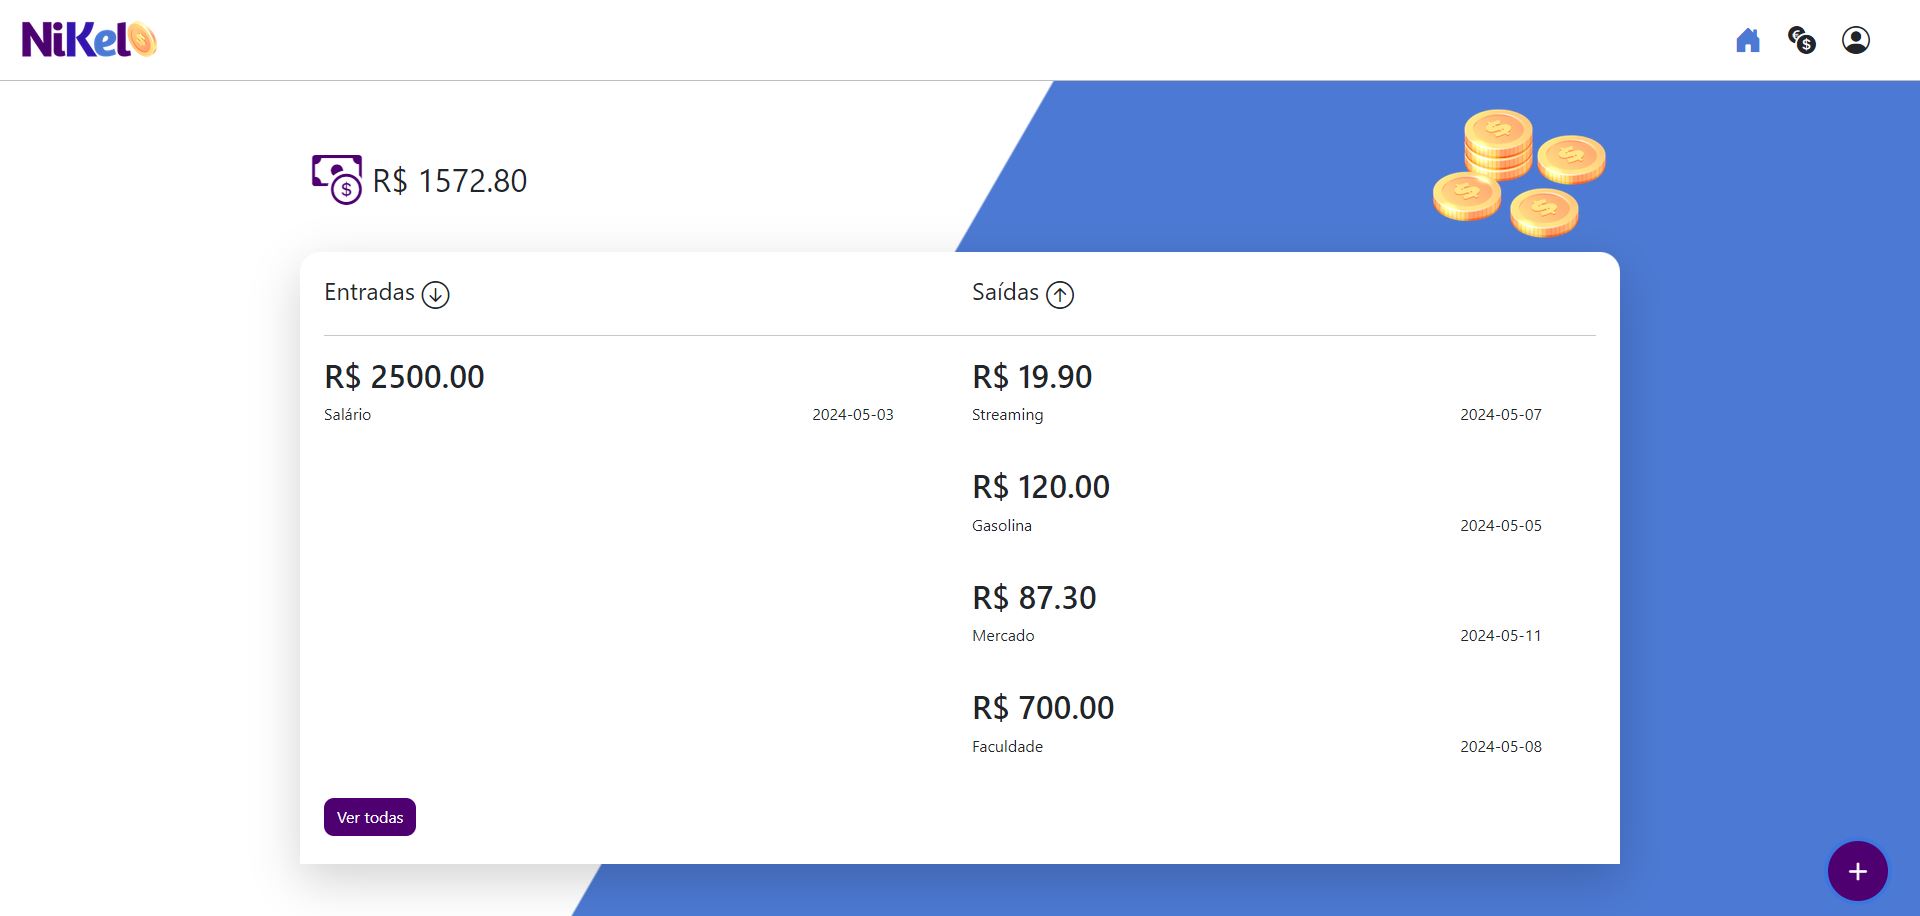 NiKel
R$ 1572.80
Entradas
Saídas
R$ 2500.00
Salário 2024-05-03
R$ 19.90
Streaming 2024-05-07
R$ 120.00
Gasolina 2024-05-05
R$ 87.30
Mercado 2024-05-11
R$ 700.00
Faculdade 2024-05-08
Ver todas
+